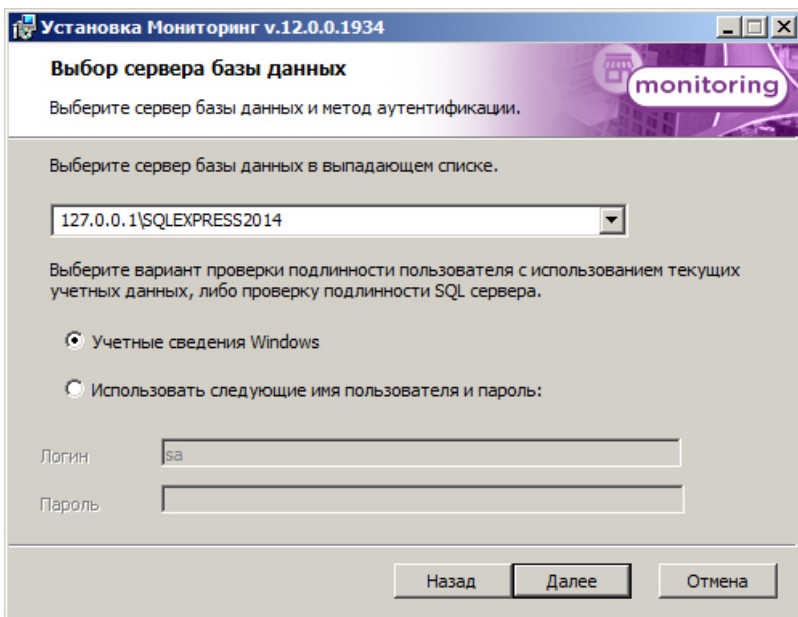 Установка Мониторинг v.12.0.0.1934
Выбор сервера базы данных
monitoring
Выберите сервер базы данных и метод аутентификации.
Выберите сервер базы данных в выпадающем списке.
127.0.0.1\SQLEXPRESS2014
Выберите вариант проверки подлинности пользователя с использованием текущих
учетных данных, либо проверку подлинности SQL сервера.
Учетные сведения Windows
Использовать следующие имя пользователя и пароль:
Логин
sa
Пароль
Назад
Далее
Отмена